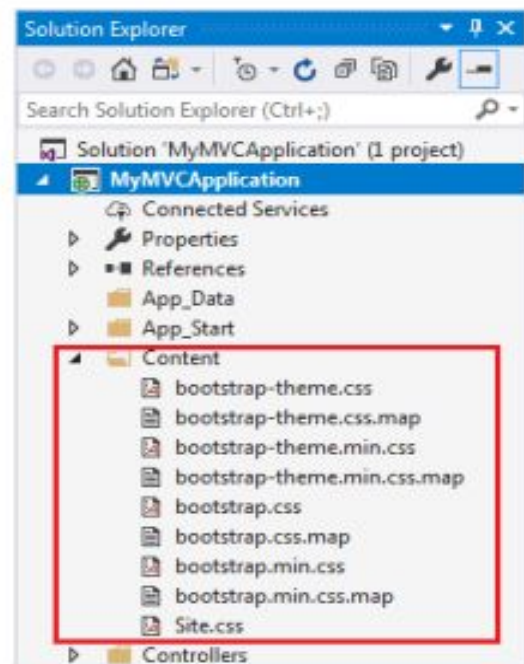 Solution Explorer
Search Solution Explorer (Ctrl+;)
Solution 'MyMVCApplication' (1 project)
MyMVCApplication
Connected Services
Properties
References
App_Data
App_Start
Content
bootstrap-theme.css
bootstrap-theme.css.map
bootstrap-theme.min.css
bootstrap-theme.min.css.map
bootstrap.css
bootstrap.css.map
bootstrap.min.css
bootstrap.min.css.map
Site.css
Controllers